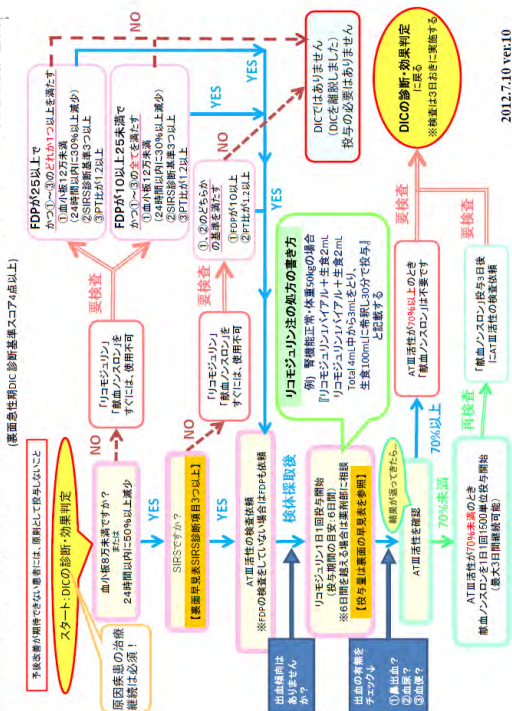 (裏面急性期DIC診断基準スコア4点以上)
予後改善が期待できない患者には、原則として投与しないこと
スタート:DICの診断・効果判定
原因疾患の治療
継続は必須!
血小板8万未満ですか?
または
24時間以内に50%以上減少
NO
「リコモジュリン」
「献血ノンスロン」を
すぐには、使用不可
要検査
FDPが25以上で
かつ①~③のどれか1つ以上を満たす
①血小板12万未満
(24時間以内に30%以上減少)
②SIRS診断基準3つ以上
③PT比が1.2以上
NO
YES
FDPが10以上25未満で
かつ①~③の全てを満たす
①血小板12万未満
(24時間以内に30%以上減少)
②SIRS診断基準3つ以上
③PT比が1.2以上
NO
YES
YES
SIRSですか?
【裏面早見表SIRS診断項目3つ以上】
NO
「リコモジュリン」
「献血ノンスロン」を
すぐには、使用不可
要検査
①、②のどちらか
の基準を満たす
①FDPが10以上
②PT比が1.2以上
NO
YES
DICではありません
(DICを離脱しました)
投与の必要はありません
YES
ATⅢ活性の検査依頼
※FDPの検査をしていない場合はFDPも依頼
出血傾向は
ありません
か?
検体採取後
リコモジュリン1日1回投与開始
(投与期間の目安:6日間)
※6日間を越える場合は薬剤部に相談
【投与量は裏面の早見表を参照】
リコモジュリン注の処方の書き方
例) 腎機能正常・体重50kgの場合
『リコモジュリン1バイアル+生食2mL
リコモジュリン1バイアル+生食2mL
Total4mL中から3mLをとり、
生食100mLに希釈し30分で投与』
と記載する
出血の有無を
チェック↓
①鼻出血?
②血尿?
③血便?
結果が返ってきたら…
ATⅢ活性を確認
70%以上
ATⅢ活性が70%以上のとき
「献血ノンスロン」は不要です
要検査
DICの診断・効果判定
に戻る
※検査は3日おきに実施する
70%未満
ATⅢ活性が70%未満のとき
献血ノンスロンを1日1回1500単位投与開始
(最大3日間継続可能)
再検査
「献血ノンスロン」投与3日後
にATⅢ活性の検査依頼
要検査
2012.7.10 ver.10